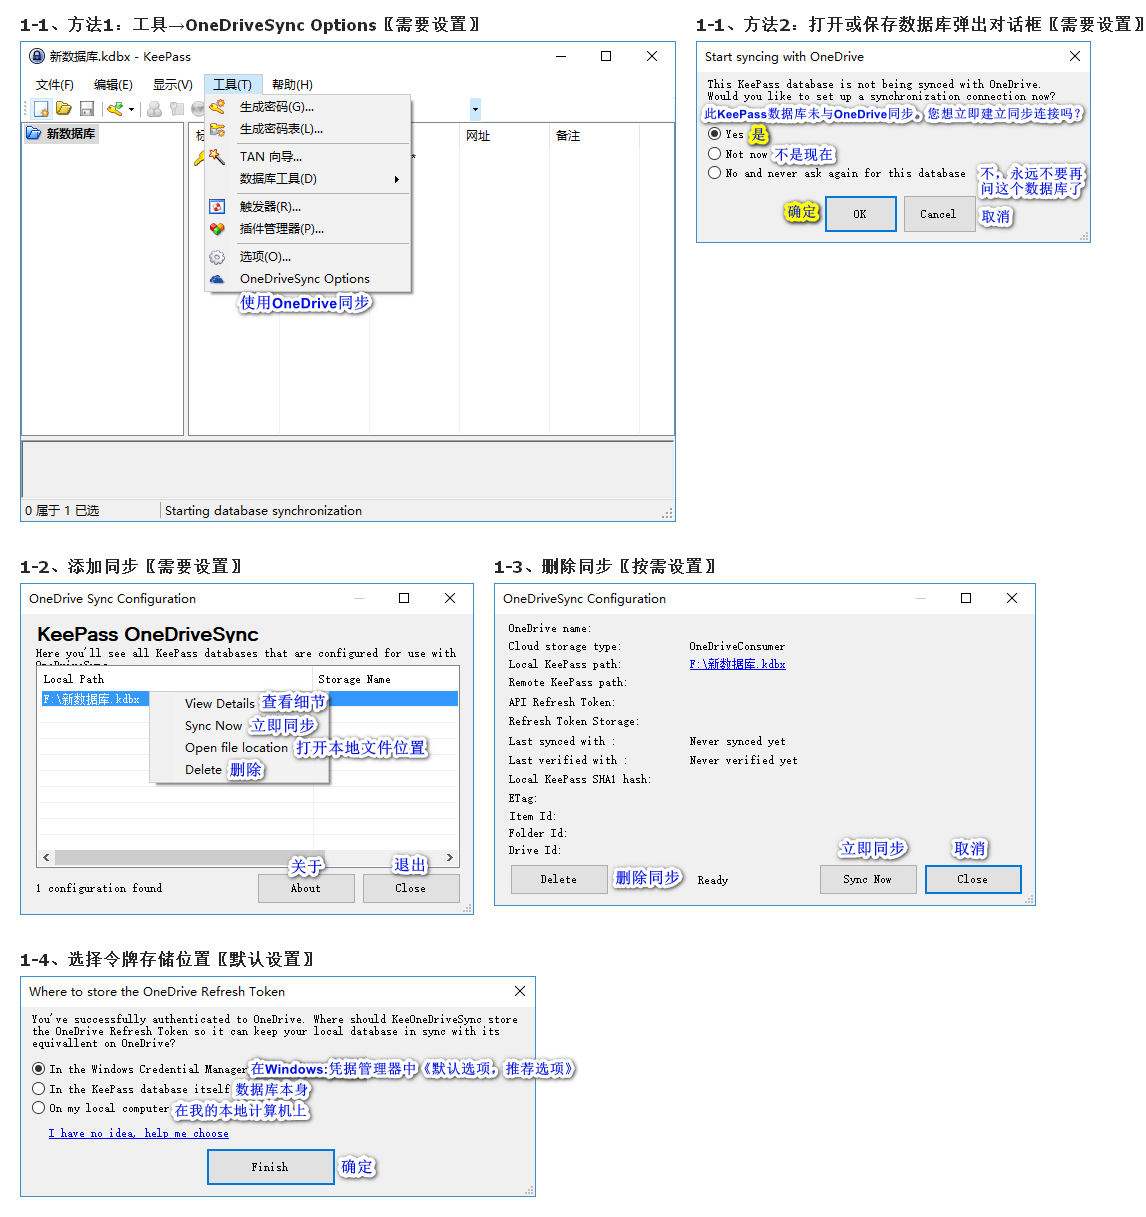 1-1、方法1：工具→OneDriveSync Options〖需要设置〗
新数据库.kdbx - KeePass
文件(F) 编辑(E) 显示(V) 工具(T) 帮助(H)
新数据库
网址 备注
生成密码(G)...
生成密码表(L)...
TAN 向导...
数据库工具(D)
触发器(R)...
插件管理器(P)...
选项(O)...
OneDriveSync Options
使用OneDrive同步
0 属于 1 已选 Starting database synchronization
1-1、方法2：打开或保存数据库弹出对话框〖需要设置〗
Start syncing with OneDrive
This KeePass database is not being synced with OneDrive.
Would you like to set up a synchronization connection now?
此KeePass数据库未与OneDrive同步。您想立即建立同步连接吗？
Yes 是
Not now 不是现在
No and never ask again for this database 不，永远不要再
问这个数据库了
确定 OK Cancel 取消
1-2、添加同步〖需要设置〗
OneDrive Sync Configuration
KeePass OneDriveSync
Here you'll see all KeePass databases that are configured for use with
OneDriveSync
Local Path Storage Name
F:\新数据库.kdbx
View Details 查看细节
Sync Now 立即同步
Open file location 打开本地文件位置
Delete 删除
关于 退出
1 configuration found About Close
1-3、删除同步〖按需设置〗
OneDriveSync Configuration
OneDrive name:
Cloud storage type: OneDriveConsumer
Local KeePass path: F:\新数据库.kdbx
Remote KeePass path:
API Refresh Token:
Refresh Token Storage:
Last synced with : Never synced yet
Last verified with : Never verified yet
Local KeePass SHA1 hash:
ETag:
Item Id:
Folder Id:
Drive Id:
立即同步 取消
Delete 删除同步 Ready Sync Now Close
1-4、选择令牌存储位置〖默认设置〗
Where to store the OneDrive Refresh Token
You've successfully authenticated to OneDrive. Where should KeeOneDriveSync store
the OneDrive Refresh Token so it can keep your local database in sync with its
equivallent on OneDrive?
In the Windows Credential Manager 在Windows:凭据管理器中《默认选项，推荐选项》
In the KeePass database itself 数据库本身
On my local computer 在我的本地计算机上
I have no idea, help me choose
Finish 确定